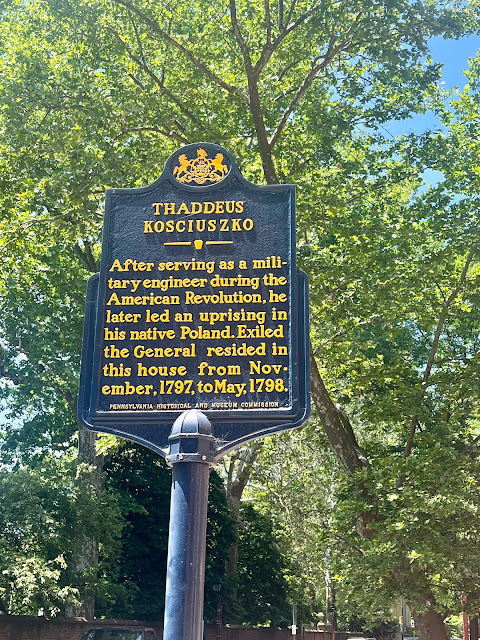 THADDEUS
KOSCIUSZKO
After serving as a mili-
tary engineer during the
American Revolution, he
later led an uprising in
his native Poland. Exiled
the General resided in
this house from Nov-
ember, 1797, to May, 1798.
PENNSYLVANIA HISTORICAL AND MUSEUM COMMISSION